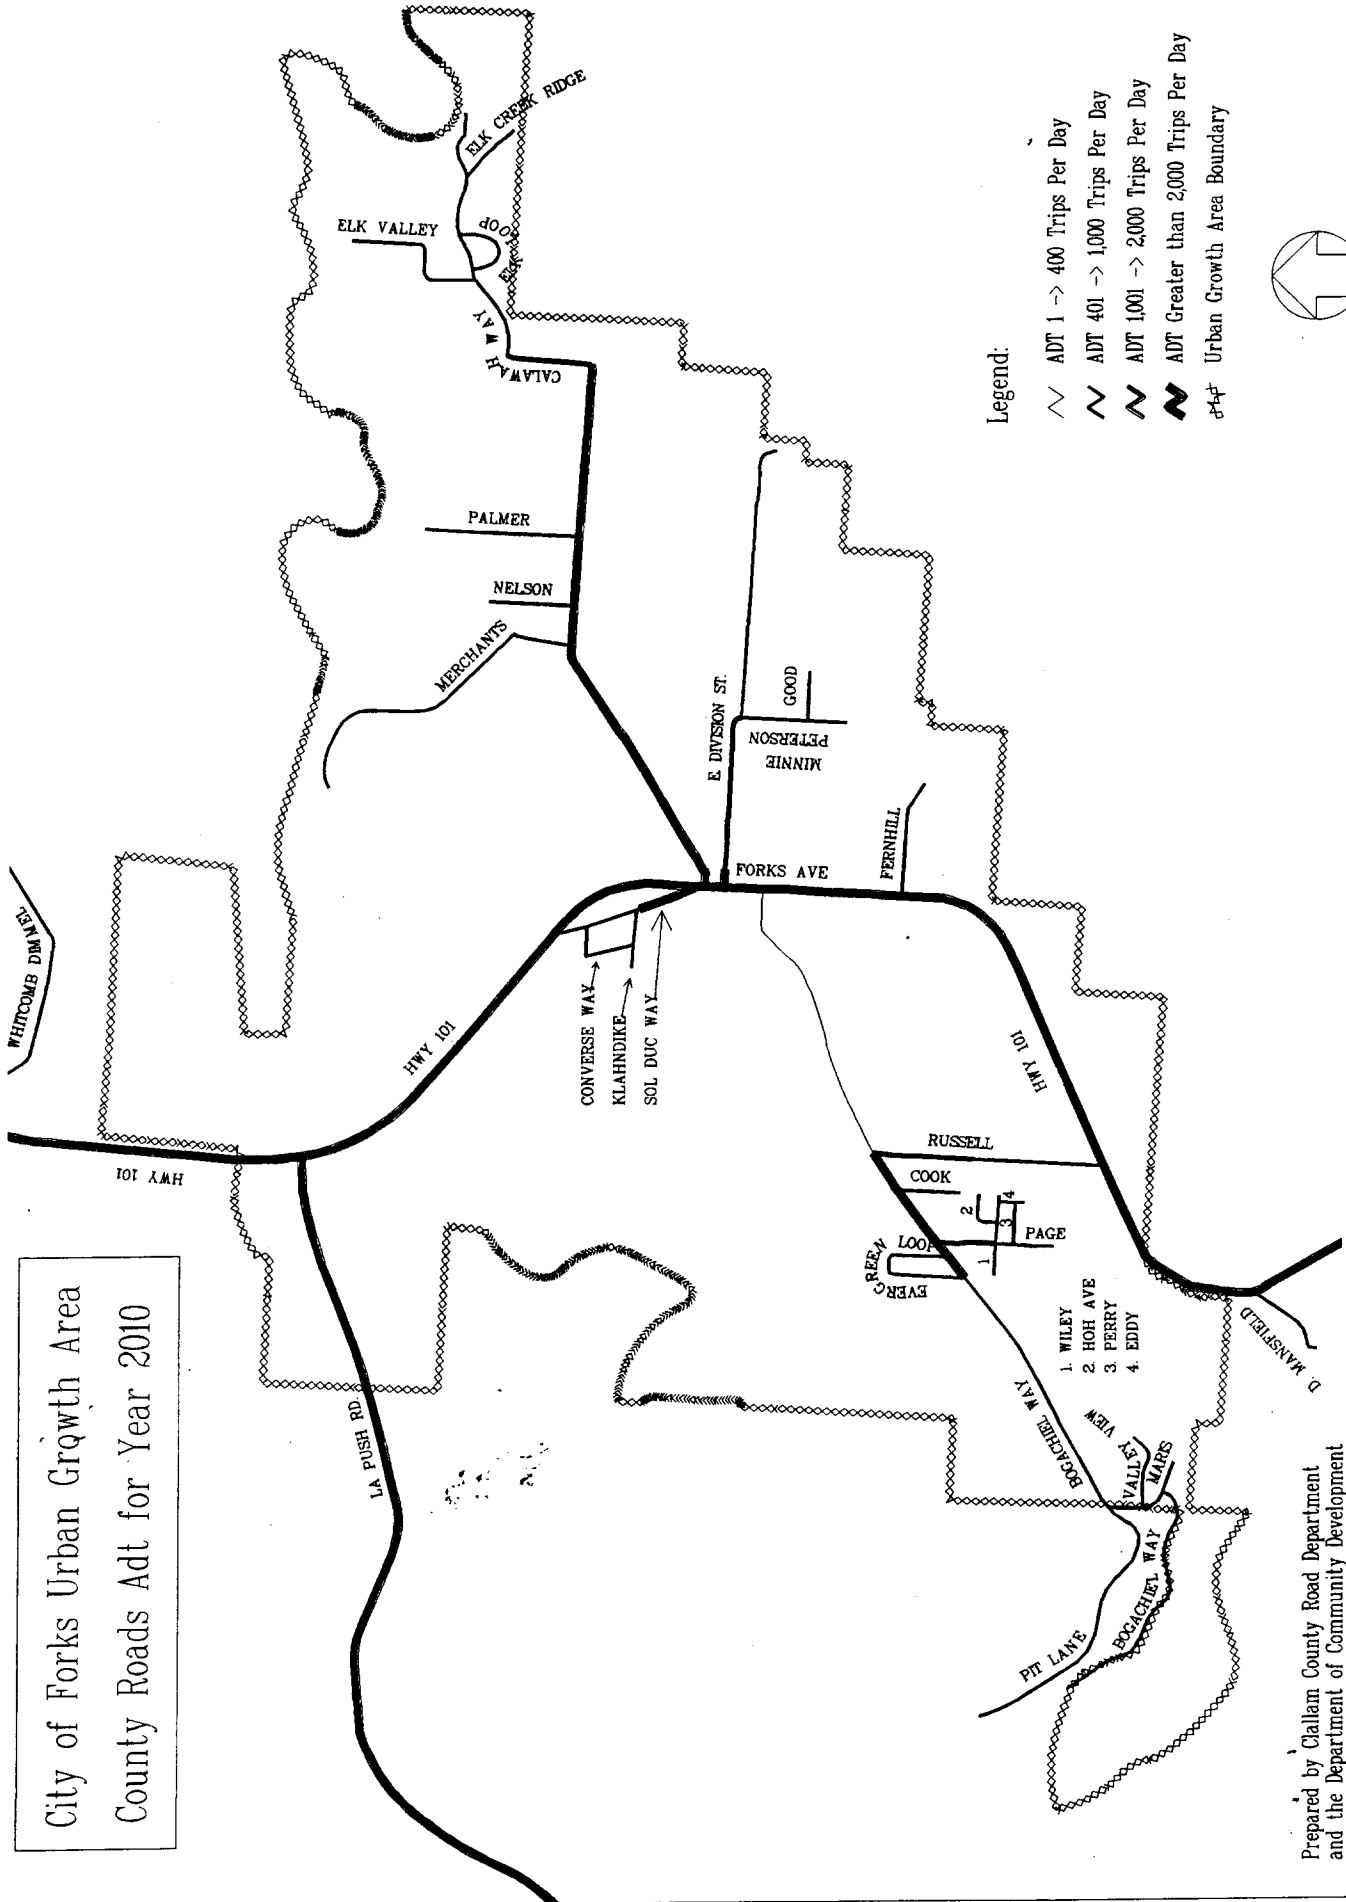 City of Forks Urban Growth Area
County Roads Adt for Year 2010
WHITCOMB DIMMEL
HWY 101
LA PUSH RD.
HWY 101
CONVERSE WAY
KLAHNDIKE
SOL DUC WAY
MERCHANTS
NELSON
PALMER
CALAWAH WAY
ELK VALLEY
ELK LOOP
ELK CREEK RIDGE
E. DIVISION ST.
MINNIE
PETERSON
GOOD
FORKS AVE
FERNHILL
HWY 101
RUSSELL
COOK
PAGE
EVERGREEN
LOOP
1
2
3
4
1. WILEY
2. HOH AVE
3. PERRY
4. EDDY
BOGACHIEL WAY
VALLEY VIEW
MARIS
BOGACHIEL WAY
PIT LANE
D. MANSFIELD
Legend:
ADT 1 -> 400 Trips Per Day
ADT 401 -> 1,000 Trips Per Day
ADT 1,001 -> 2,000 Trips Per Day
ADT Greater than 2,000 Trips Per Day
Urban Growth Area Boundary
Prepared by Clallam County Road Department
and the Department of Community Development